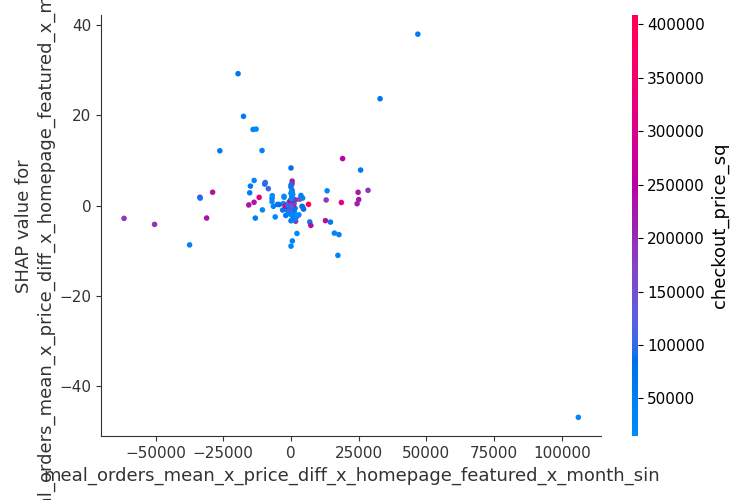 40
20
0
−20
−40
SHAP value for
al_orders_mean_x_price_diff_x_homepage_featured_x_m
−50000 −25000 0 25000 50000 75000 100000
meal_orders_mean_x_price_diff_x_homepage_featured_x_month_sin
400000
350000
300000
250000
200000
150000
100000
50000
checkout_price_sq